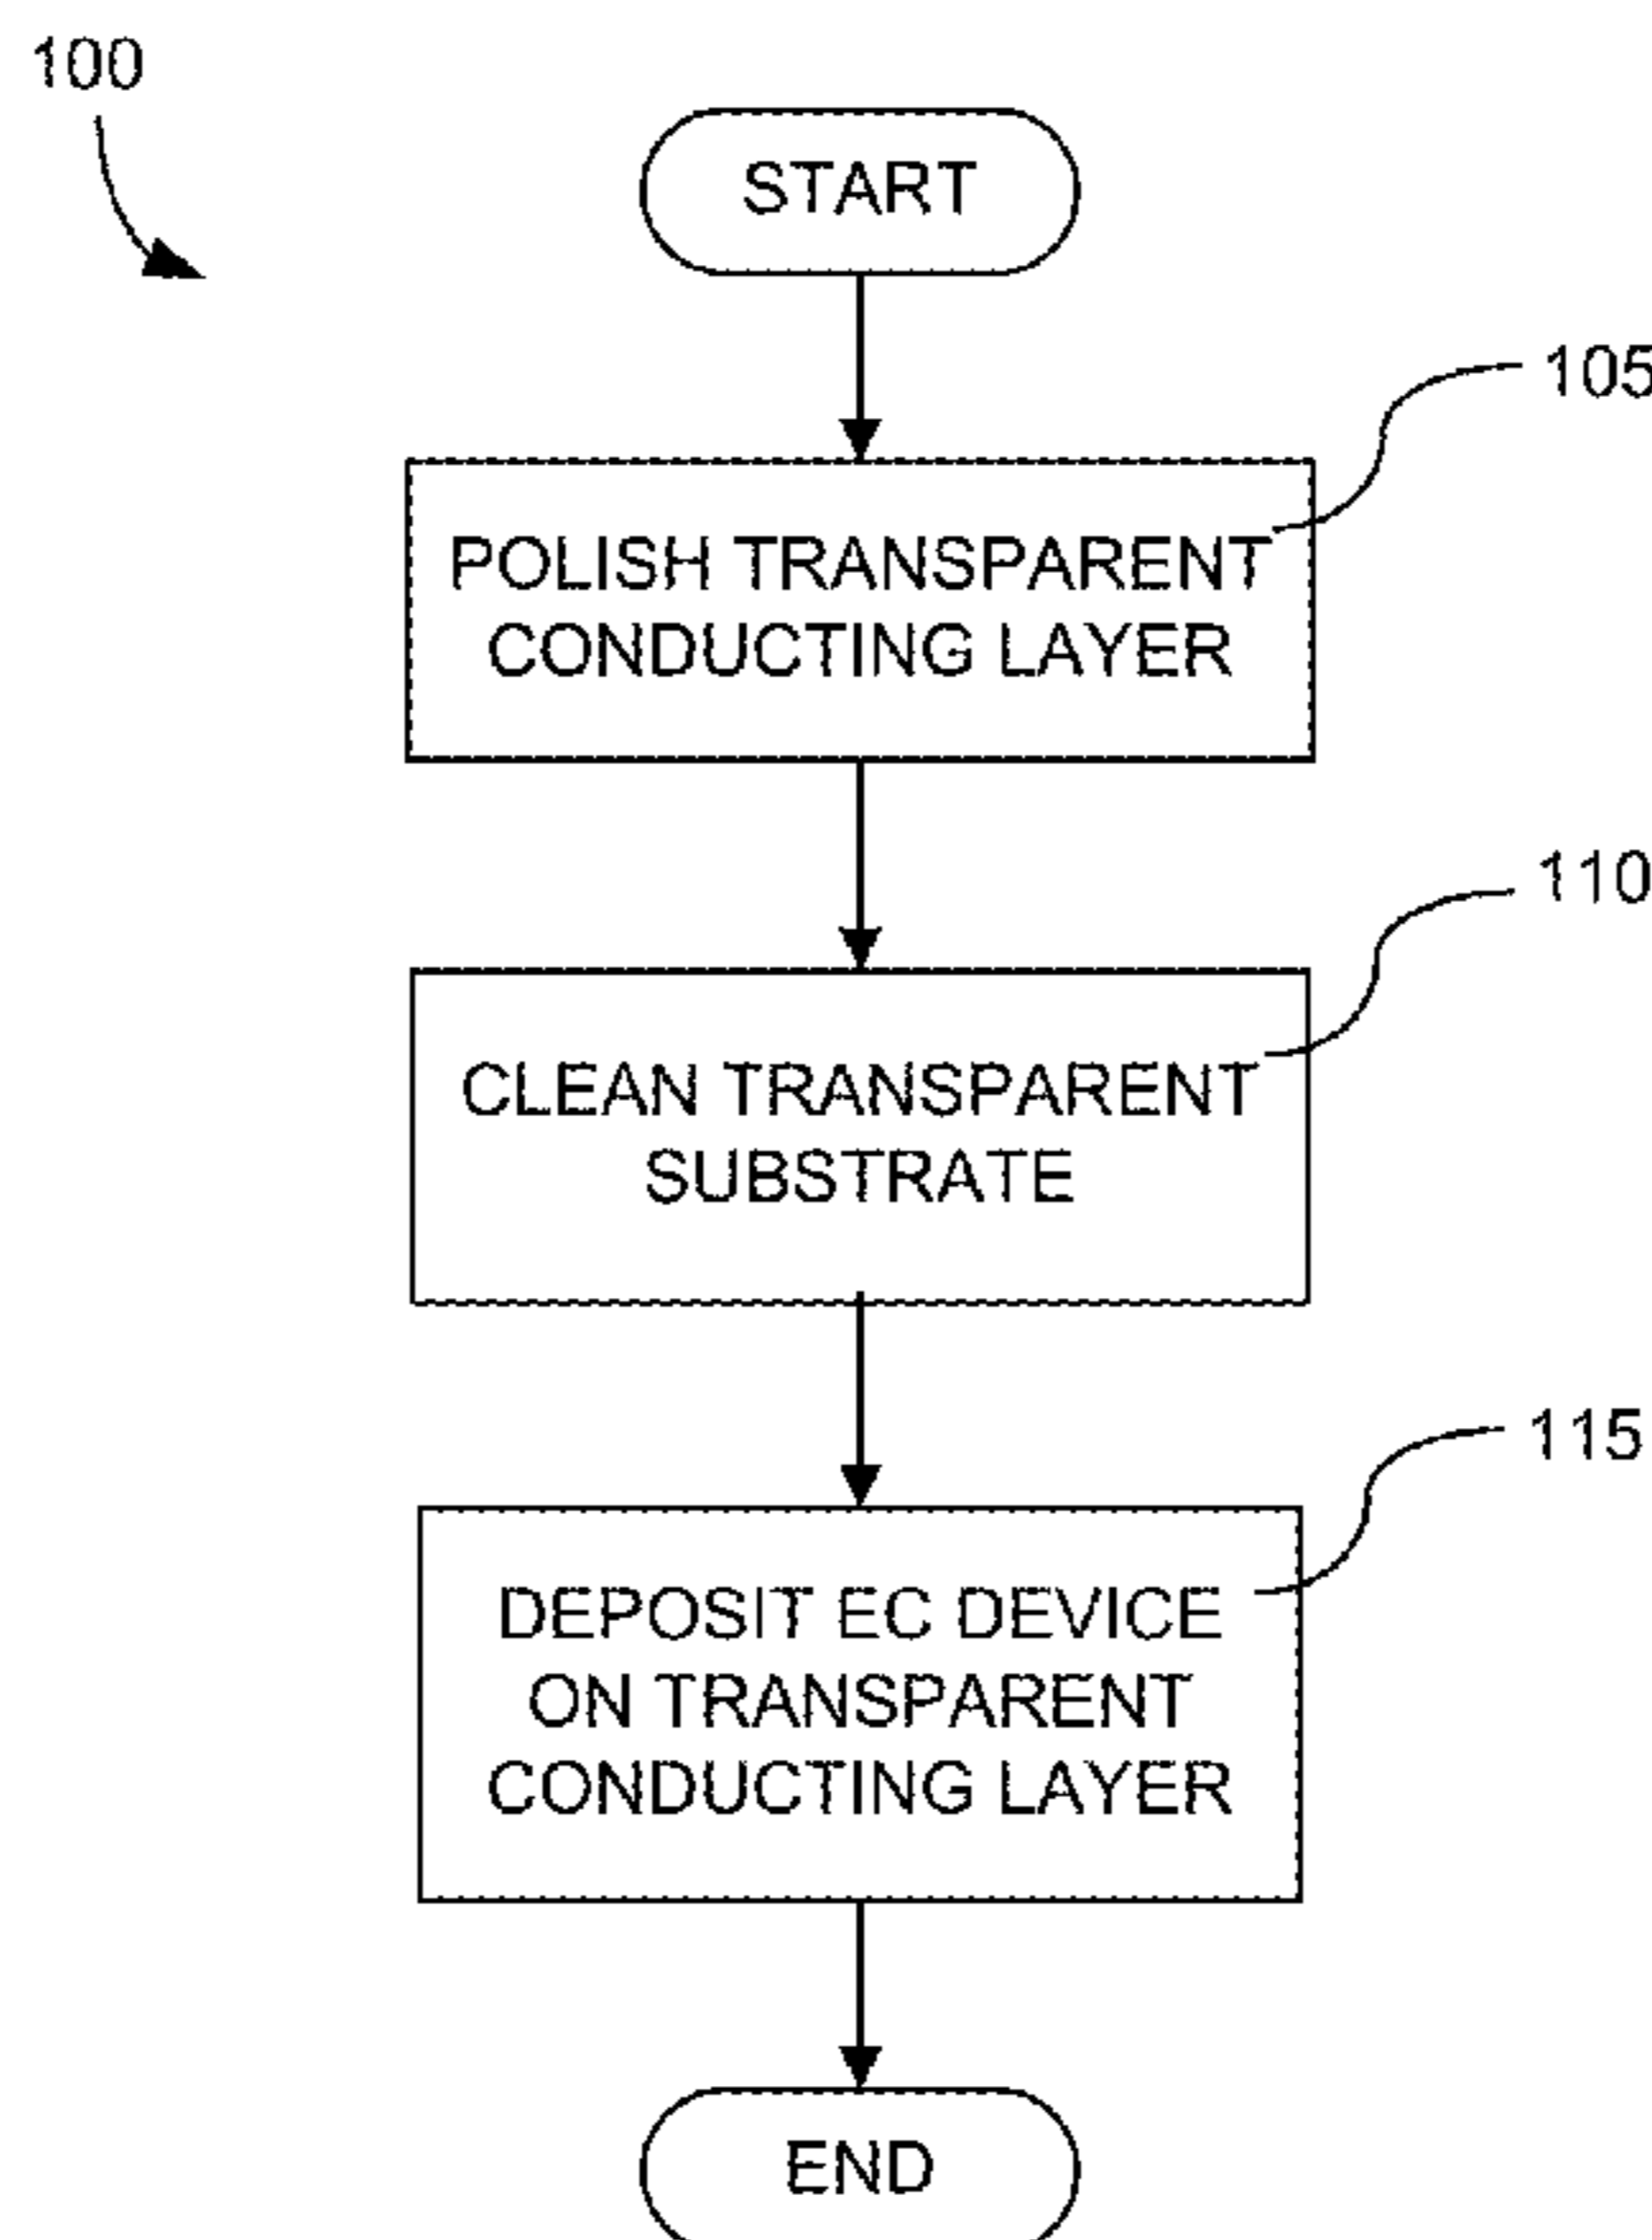 100
START
105
POLISH TRANSPARENT
CONDUCTING LAYER
110
CLEAN TRANSPARENT
SUBSTRATE
115
DEPOSIT EC DEVICE
ON TRANSPARENT
CONDUCTING LAYER
END